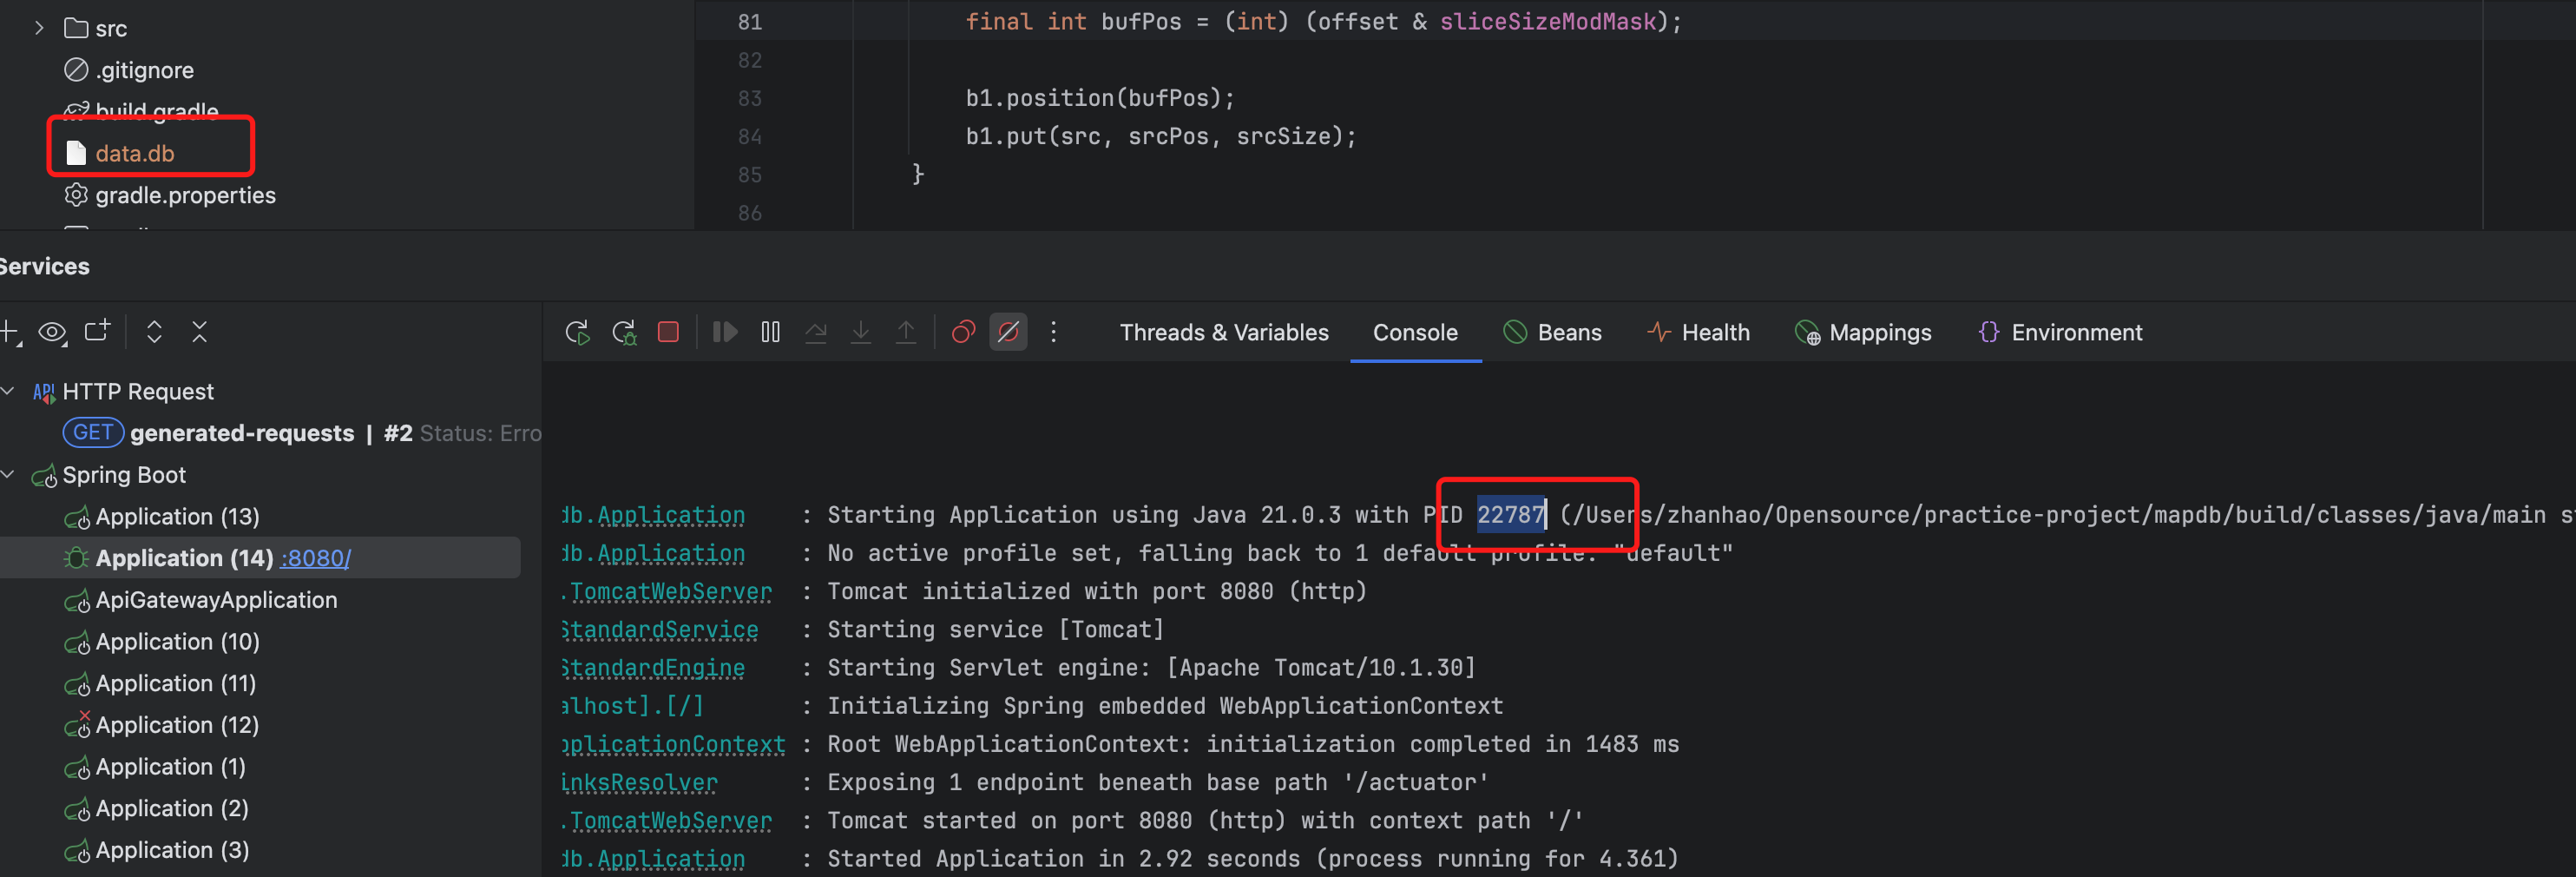 src
.gitignore
build.gradle
data.db
gradle.properties
81 final int bufPos = (int) (offset & sliceSizeModMask);
82
83 b1.position(bufPos);
84 b1.put(src, srcPos, srcSize);
85 }
86
Services
Threads & Variables Console Beans Health Mappings Environment
API HTTP Request
GET generated-requests | #2 Status: Erro
Spring Boot
Application (13)
Application (14) :8080/
ApiGatewayApplication
Application (10)
Application (11)
Application (12)
Application (1)
Application (2)
Application (3)
db.Application : Starting Application using Java 21.0.3 with PID 22787 (/Users/zhanhao/Opensource/practice-project/mapdb/build/classes/java/main st
db.Application : No active profile set, falling back to 1 default profile: "default"
.TomcatWebServer : Tomcat initialized with port 8080 (http)
StandardService : Starting service [Tomcat]
StandardEngine : Starting Servlet engine: [Apache Tomcat/10.1.30]
alhost].[/] : Initializing Spring embedded WebApplicationContext
pplicationContext : Root WebApplicationContext: initialization completed in 1483 ms
inksResolver : Exposing 1 endpoint beneath base path '/actuator'
.TomcatWebServer : Tomcat started on port 8080 (http) with context path '/'
db.Application : Started Application in 2.92 seconds (process running for 4.361)